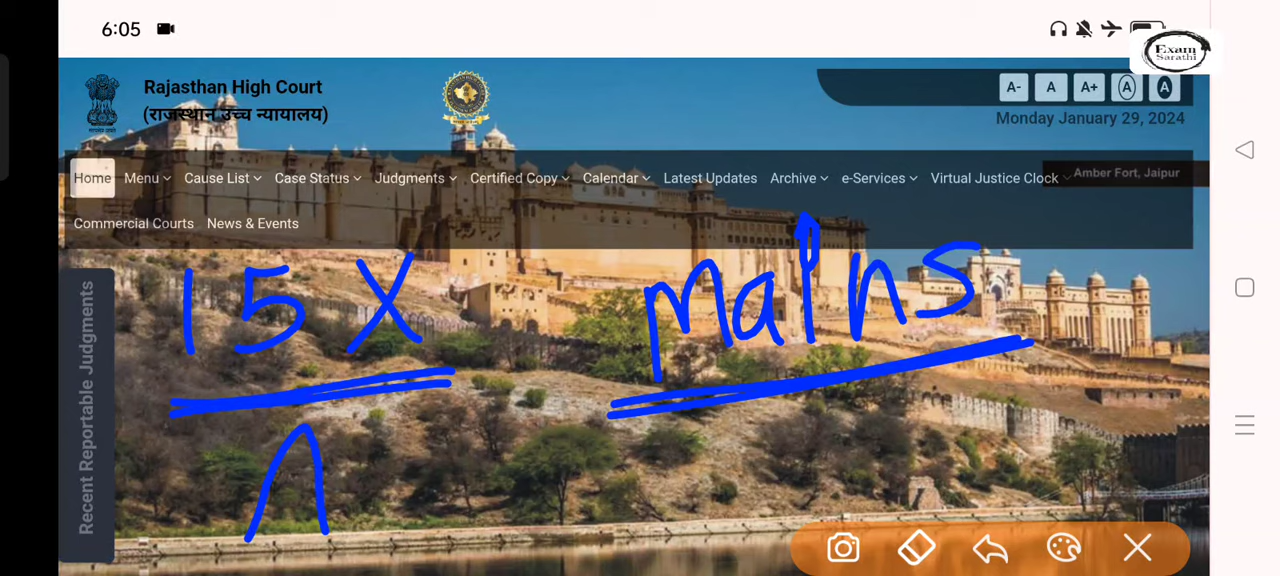 6:05
Exam
Sarathi
Rajasthan High Court
(राजस्थान उच्च न्यायालय)
A- A A+ A A
Monday January 29, 2024
Home Menu Cause List Case Status Judgments Certified Copy Calendar Latest Updates Archive e-Services Virtual Justice Clock
Amber Fort, Jaipur
Commercial Courts News & Events
15X mains
Recent Reportable Judgments